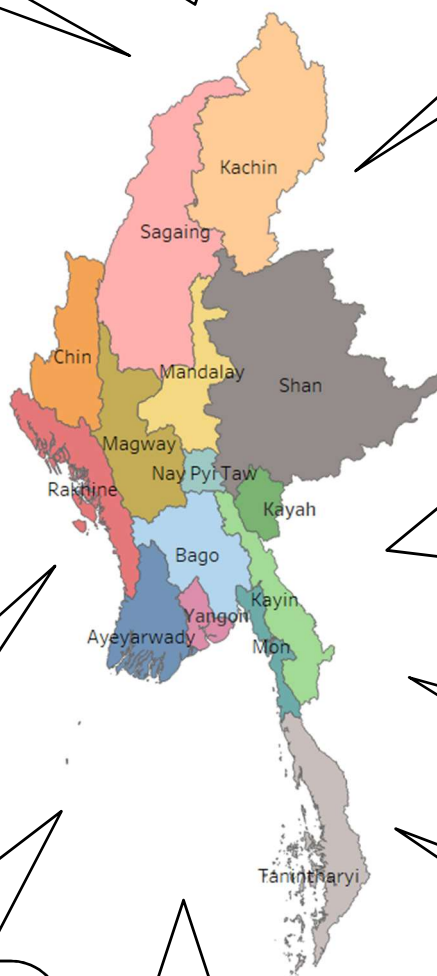 Kachin
Sagaing
Chin
Mandalay
Shan
Magway
Nay Pyi Taw
Rakhine
Kayah
Bago
Kayin
Yangon
Ayeyarwady
Mon
Tanintharyi